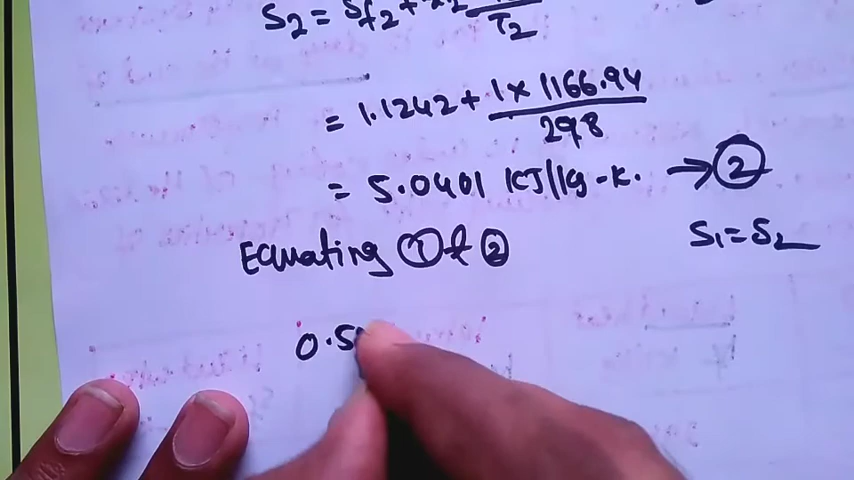 S2 = Sf2 + x2 / T2
= 1.1242 + 1 × 1166.94 / 298
= 5.0401 KJ/kg-k. → ②
S1 = S2
Equating ① & ②
0.5